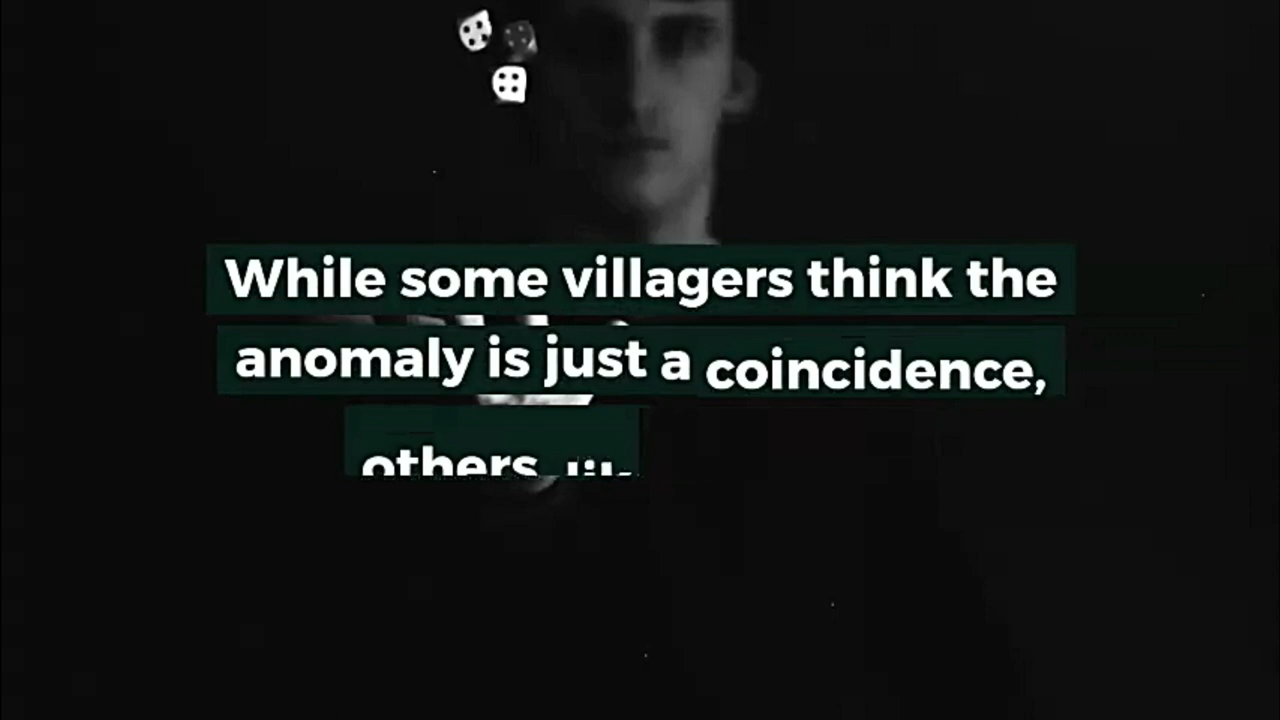 While some villagers think the
anomaly is just a coincidence,
others